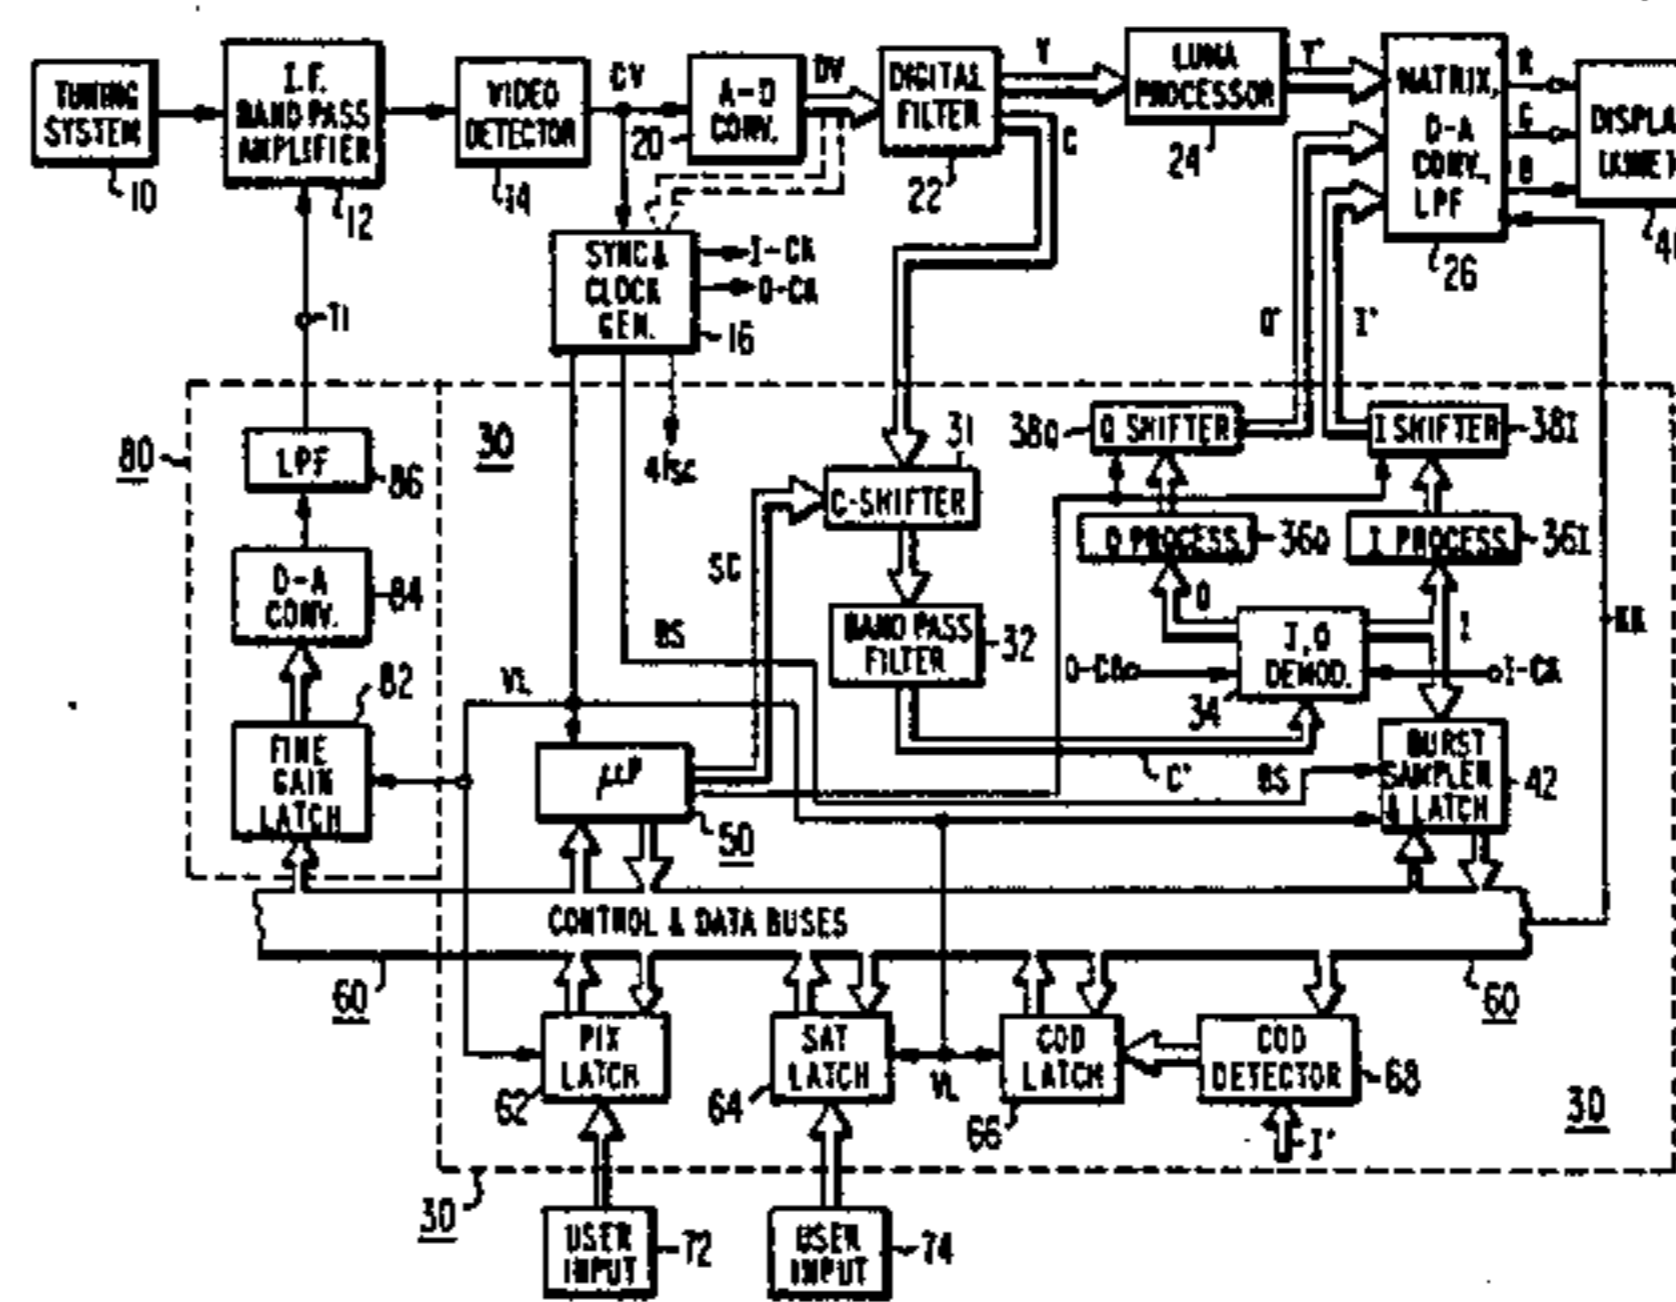 TUNING
SYSTEM
10
I.F.
BAND PASS
AMPLIFIER
12
VIDEO
DETECTOR
14
CV
A-D
CONV.
20
DV
DIGITAL
FILTER
22
Y
C
LUMA
PROCESSOR
24
Y'
MATRIX,
D-A
CONV.,
LPF
26
R
G
B
T1
SYNC &
CLOCK
GEN.
16
I-CK
Q-CK
4fsc
80
LPF
86
D-A
CONV.
84
82
FINE
GAIN
LATCH
30
31
C-SHIFTER
SC
BAND PASS
FILTER
32
BS
VL
μP
50
Q'
I'
38Q
Q SHIFTER
I SHIFTER
38I
Q PROCESS.
36Q
I PROCESS.
36I
Q
I
I,Q
DEMOD.
34
Q-CK
I-CK
KK
C'
BS
BURST
SAMPLER
& LATCH
42
CONTROL & DATA BUSES
60
60
PIX
LATCH
62
SAT
LATCH
64
VL
COD
LATCH
66
COD
DETECTOR
68
I'
30
30
USER
INPUT
72
USER
INPUT
74